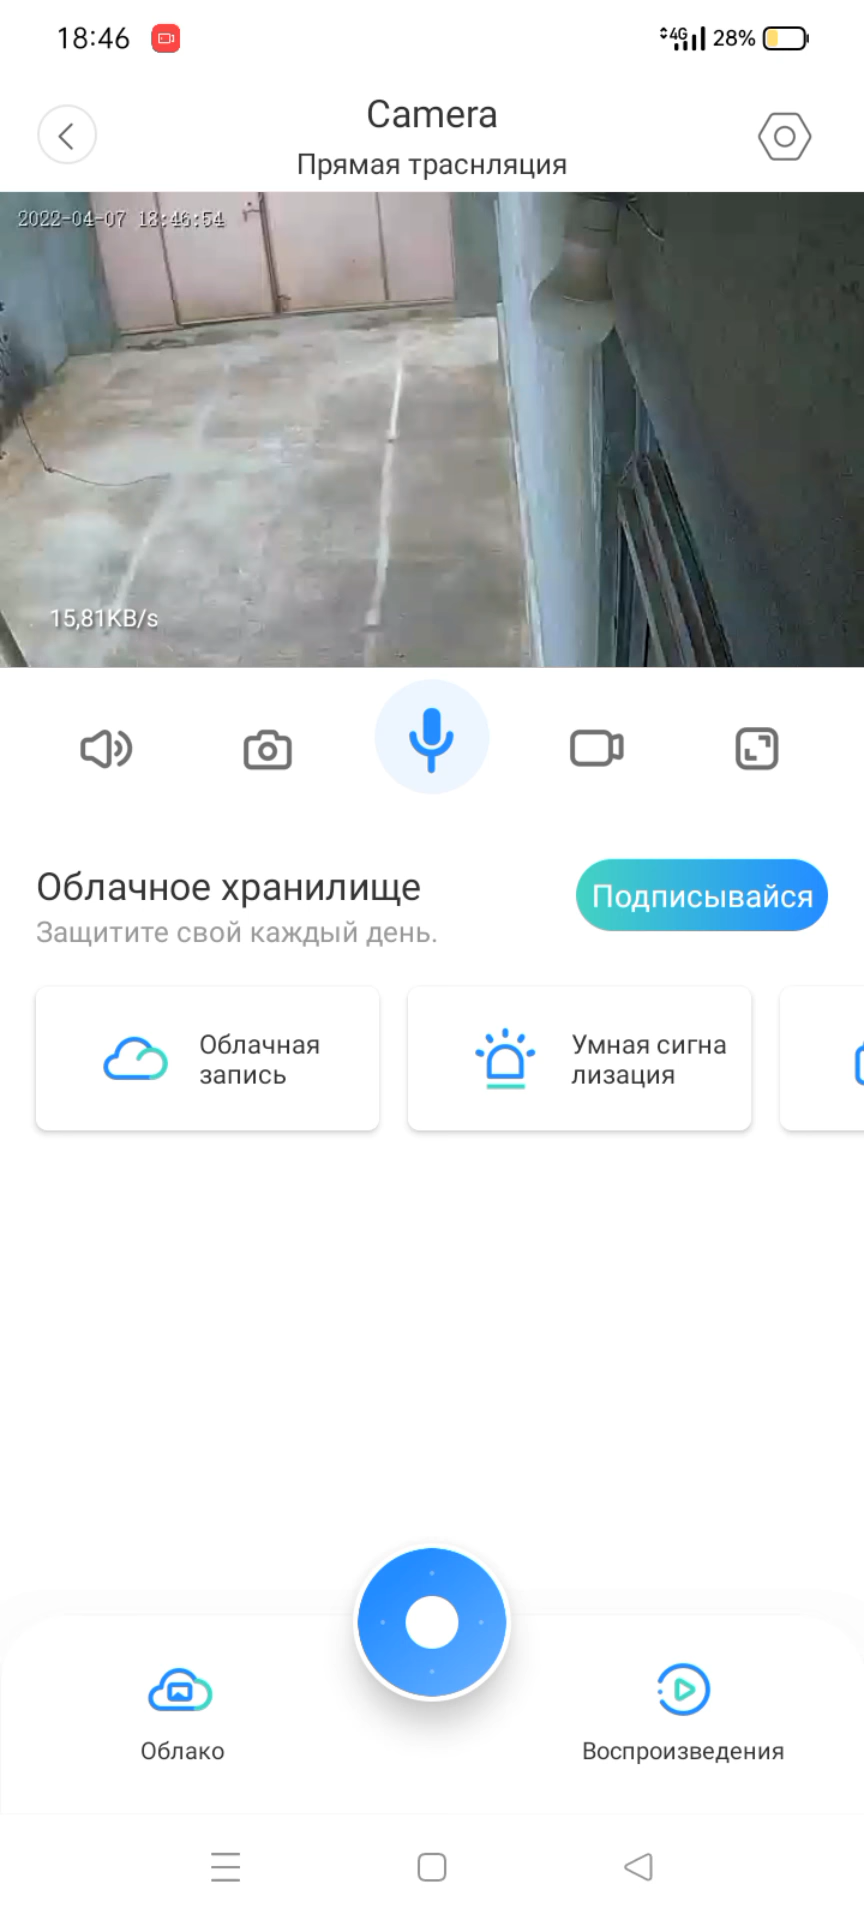 18:46 4G 28%
Camera
Прямая траснляция
2022-04-07 18:46:54
15,81KB/s
Облачное хранилище
Подписывайся
Защитите свой каждый день.
Облачная
запись
Умная сигна
лизация
Облако
Воспроизведения